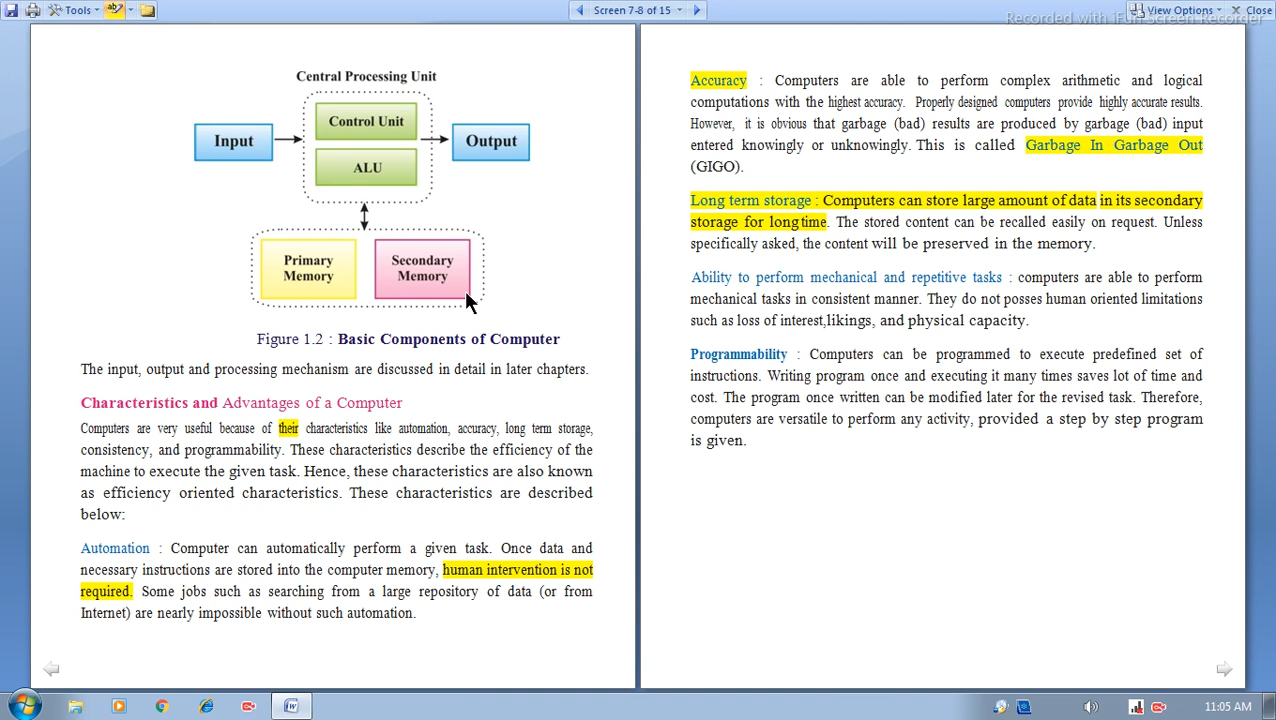 Tools
Screen 7-8 of 15
View Options
Close
Recorded with iFun Screen Recorder
Central Processing Unit
Control Unit
Input
Output
ALU
Primary
Memory
Secondary
Memory
Figure 1.2 : Basic Components of Computer
The input, output and processing mechanism are discussed in detail in later chapters.
Characteristics and Advantages of a Computer
Computers are very useful because of their characteristics like automation, accuracy, long term storage,
consistency, and programmability. These characteristics describe the efficiency of the
machine to execute the given task. Hence, these characteristics are also known
as efficiency oriented characteristics. These characteristics are described
below:
Automation : Computer can automatically perform a given task. Once data and
necessary instructions are stored into the computer memory, human intervention is not
required. Some jobs such as searching from a large repository of data (or from
Internet) are nearly impossible without such automation.
Accuracy : Computers are able to perform complex arithmetic and logical
computations with the highest accuracy. Properly designed computers provide highly accurate results.
However, it is obvious that garbage (bad) results are produced by garbage (bad) input
entered knowingly or unknowingly. This is called Garbage In Garbage Out
(GIGO).
Long term storage : Computers can store large amount of data in its secondary
storage for long time. The stored content can be recalled easily on request. Unless
specifically asked, the content will be preserved in the memory.
Ability to perform mechanical and repetitive tasks : computers are able to perform
mechanical tasks in consistent manner. They do not posses human oriented limitations
such as loss of interest,likings, and physical capacity.
Programmability : Computers can be programmed to execute predefined set of
instructions. Writing program once and executing it many times saves lot of time and
cost. The program once written can be modified later for the revised task. Therefore,
computers are versatile to perform any activity, provided a step by step program
is given.
11:05 AM